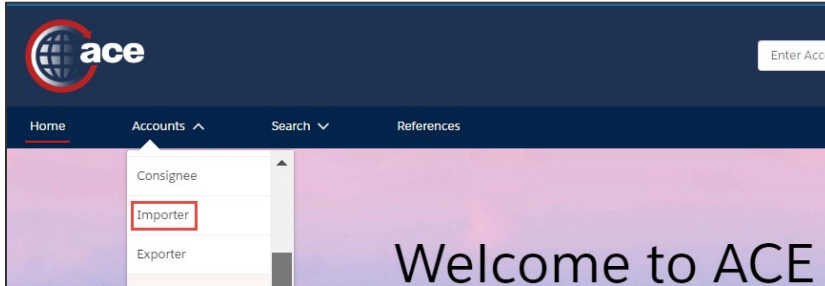 ace
Enter Acc
Home Accounts Search References
Consignee
Importer
Exporter
Welcome to ACE